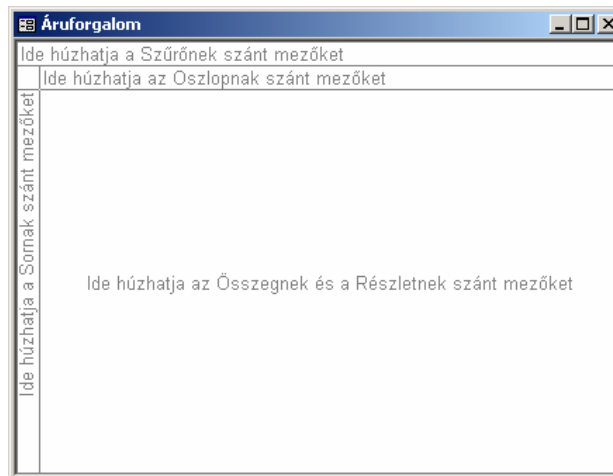 Áruforgalom
Ide húzhatja a Szűrőnek szánt mezőket
Ide húzhatja az Oszlopnak szánt mezőket
Ide húzhatja a Sornak szánt mezőket
Ide húzhatja az Összegnek és a Részletnek szánt mezőket